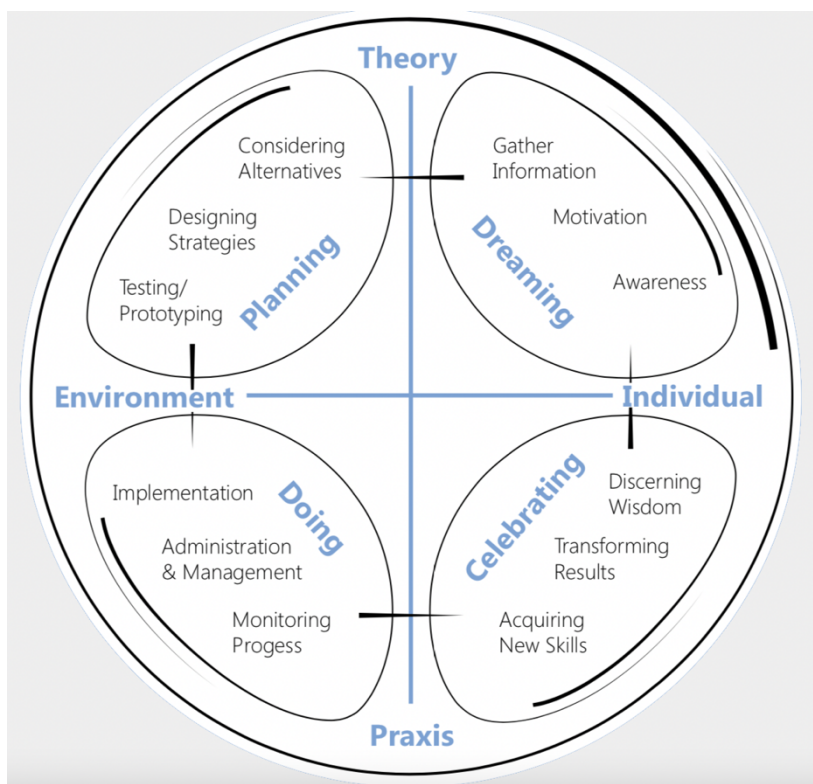 Theory
Considering
Alternatives
Designing
Strategies
Testing/
Prototyping
Planning
Gather
Information
Motivation
Awareness
Dreaming
Environment
Individual
Implementation
Administration
& Management
Monitoring
Progess
Doing
Discerning
Wisdom
Transforming
Results
Acquiring
New Skills
Celebrating
Praxis